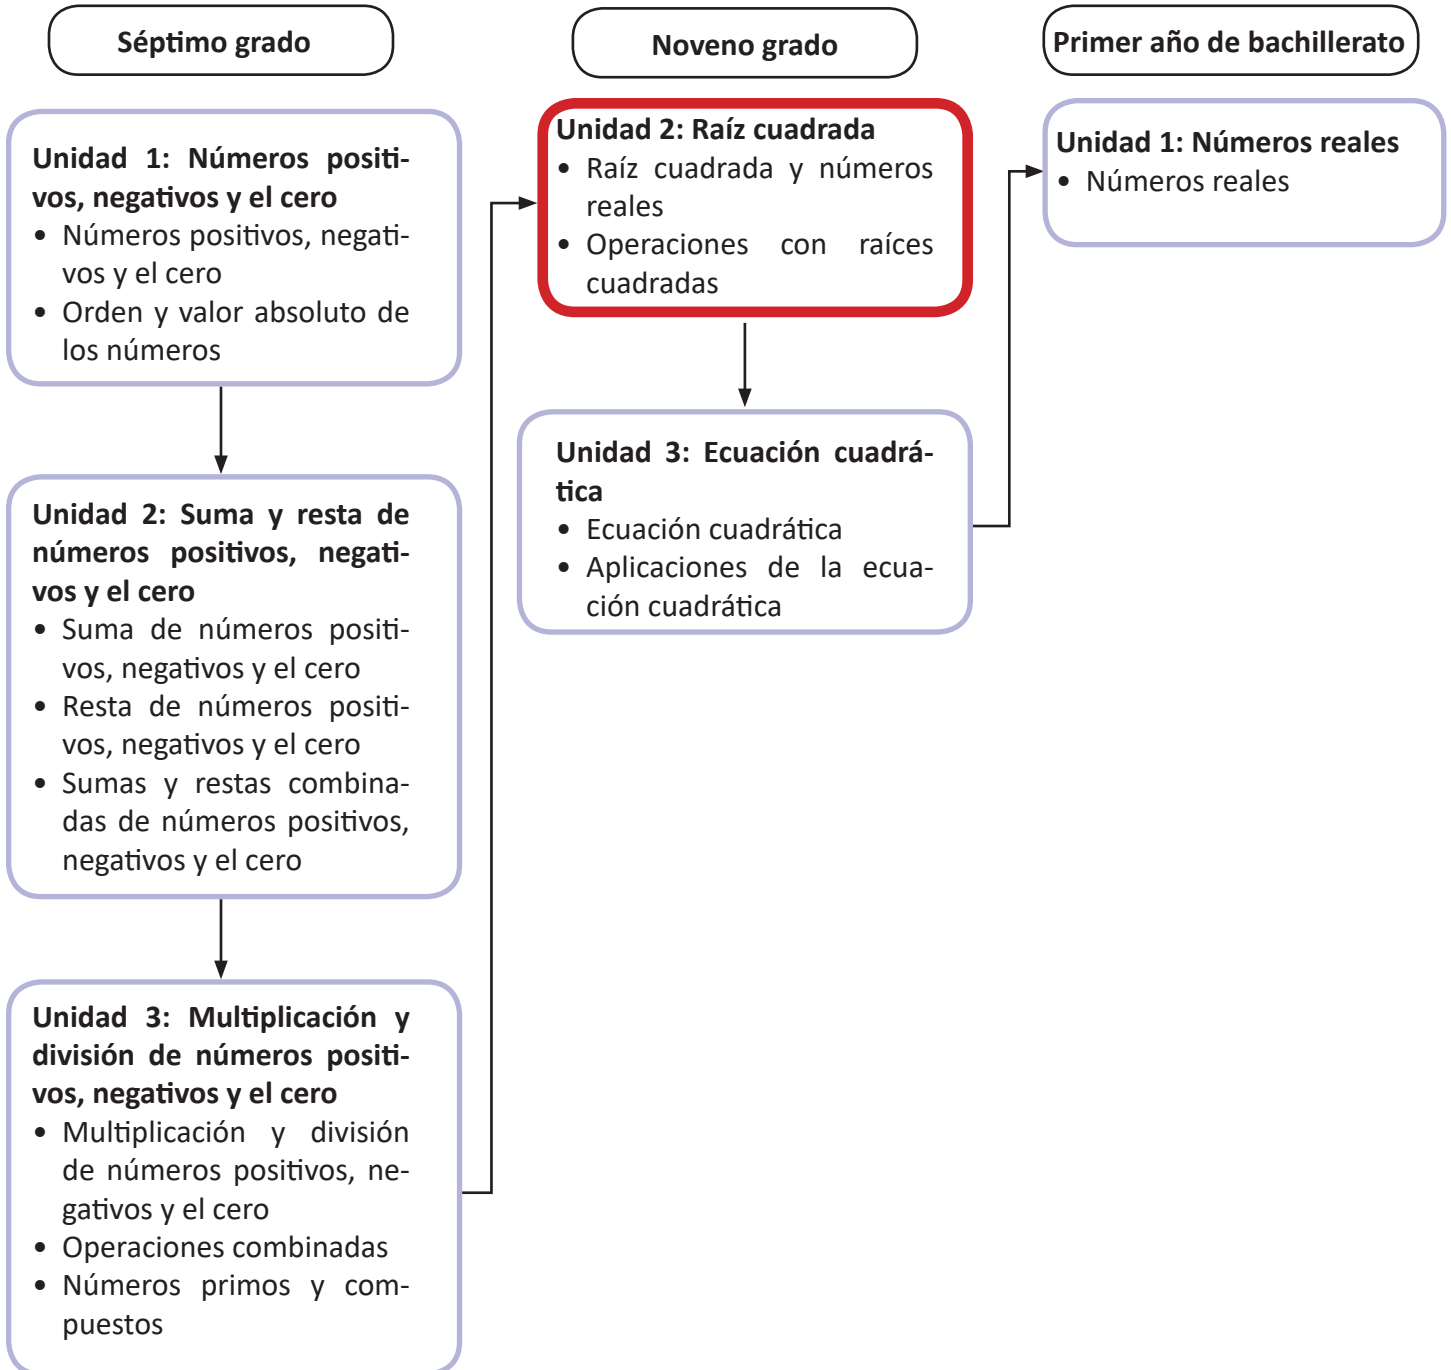 Séptimo grado
Unidad 1: Números positi-
vos, negativos y el cero
• Números positivos, negati-
vos y el cero
• Orden y valor absoluto de
los números
Unidad 2: Suma y resta de
números positivos, negati-
vos y el cero
• Suma de números positi-
vos, negativos y el cero
• Resta de números positi-
vos, negativos y el cero
• Sumas y restas combina-
das de números positivos,
negativos y el cero
Unidad 3: Multiplicación y
división de números positi-
vos, negativos y el cero
• Multiplicación y división
de números positivos, ne-
gativos y el cero
• Operaciones combinadas
• Números primos y com-
puestos
Noveno grado
Unidad 2: Raíz cuadrada
• Raíz cuadrada y números
reales
• Operaciones con raíces
cuadradas
Unidad 3: Ecuación cuadrá-
tica
• Ecuación cuadrática
• Aplicaciones de la ecua-
ción cuadrática
Primer año de bachillerato
Unidad 1: Números reales
• Números reales